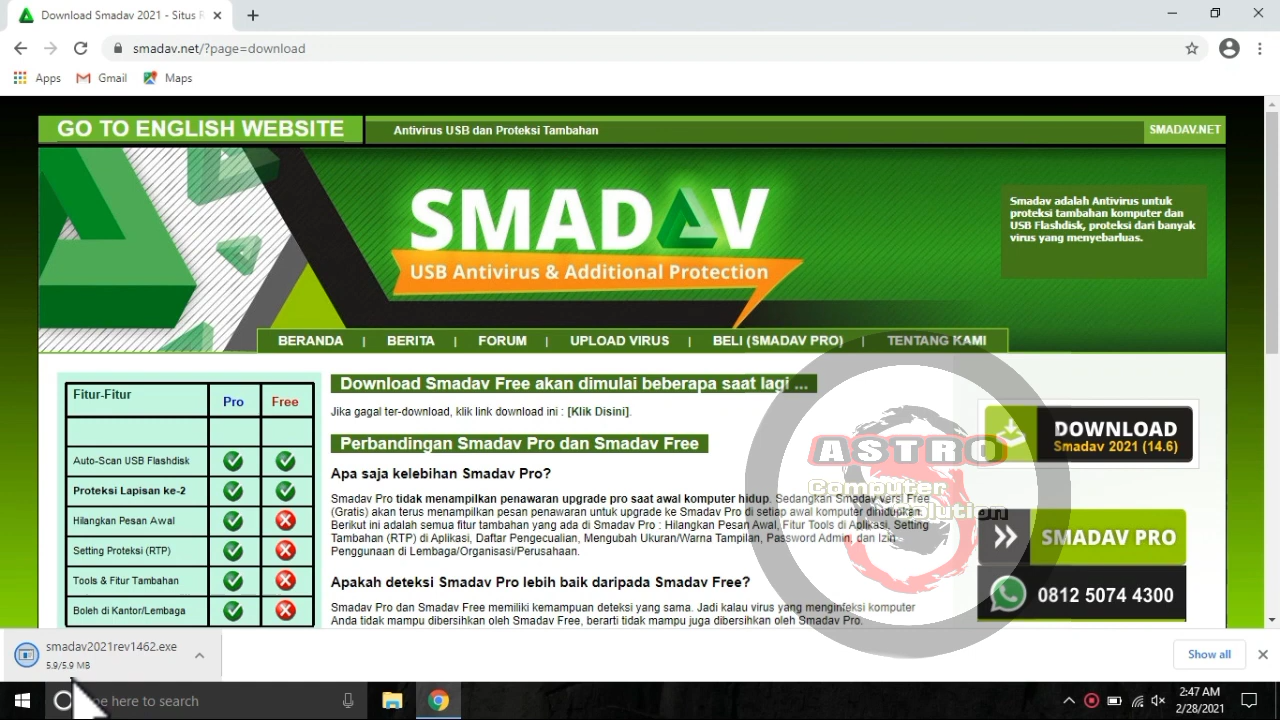 Download Smadav 2021 - Situs R
smadav.net/?page=download
Apps Gmail Maps
GO TO ENGLISH WEBSITE
Antivirus USB dan Proteksi Tambahan
SMADAV.NET
SMADAV
USB Antivirus & Additional Protection
Smadav adalah Antivirus untuk
proteksi tambahan komputer dan
USB Flashdisk, proteksi dari banyak
virus yang menyebarluas.
BERANDA | BERITA | FORUM | UPLOAD VIRUS | BELI (SMADAV PRO) | TENTANG KAMI
Fitur-Fitur Pro Free
Auto-Scan USB Flashdisk
Proteksi Lapisan ke-2
Hilangkan Pesan Awal
Setting Proteksi (RTP)
Tools & Fitur Tambahan
Boleh di Kantor/Lembaga
Download Smadav Free akan dimulai beberapa saat lagi ...
Jika gagal ter-download, klik link download ini : [Klik Disini].
Perbandingan Smadav Pro dan Smadav Free
Apa saja kelebihan Smadav Pro?
Smadav Pro tidak menampilkan penawaran upgrade pro saat awal komputer hidup. Sedangkan Smadav versi Free
(Gratis) akan terus menampilkan pesan penawaran untuk upgrade ke Smadav Pro di setiap awal komputer dihidupkan.
Berikut ini adalah semua fitur tambahan yang ada di Smadav Pro : Hilangkan Pesan Awal, Fitur Tools di Aplikasi, Setting
Tambahan (RTP) di Aplikasi, Daftar Pengecualian, Mengubah Ukuran/Warna Tampilan, Password Admin, dan Izin
Penggunaan di Lembaga/Organisasi/Perusahaan.
Apakah deteksi Smadav Pro lebih baik daripada Smadav Free?
Smadav Pro dan Smadav Free memiliki kemampuan deteksi yang sama. Jadi kalau virus yang menginfeksi komputer
Anda tidak mampu dibersihkan oleh Smadav Free, berarti tidak mampu juga dibersihkan oleh Smadav Pro.
DOWNLOAD
Smadav 2021 (14.6)
SMADAV PRO
0812 5074 4300
ASTRO
Computer
Solution
smadav2021rev1462.exe
5.9/5.9 MB
Show all
here to search
2:47 AM
2/28/2021